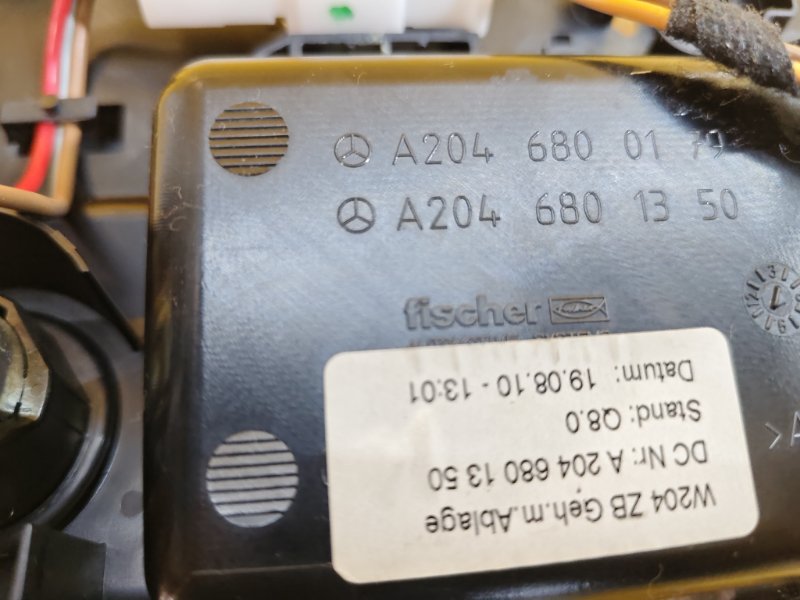 A204 680 01 79
A204 680 13 50
fischer
W204 ZB Geh.m.Ablage
DC Nr: A 204 680 13 50
Stand: Q8.0
Datum: 19.08.10 - 13:01